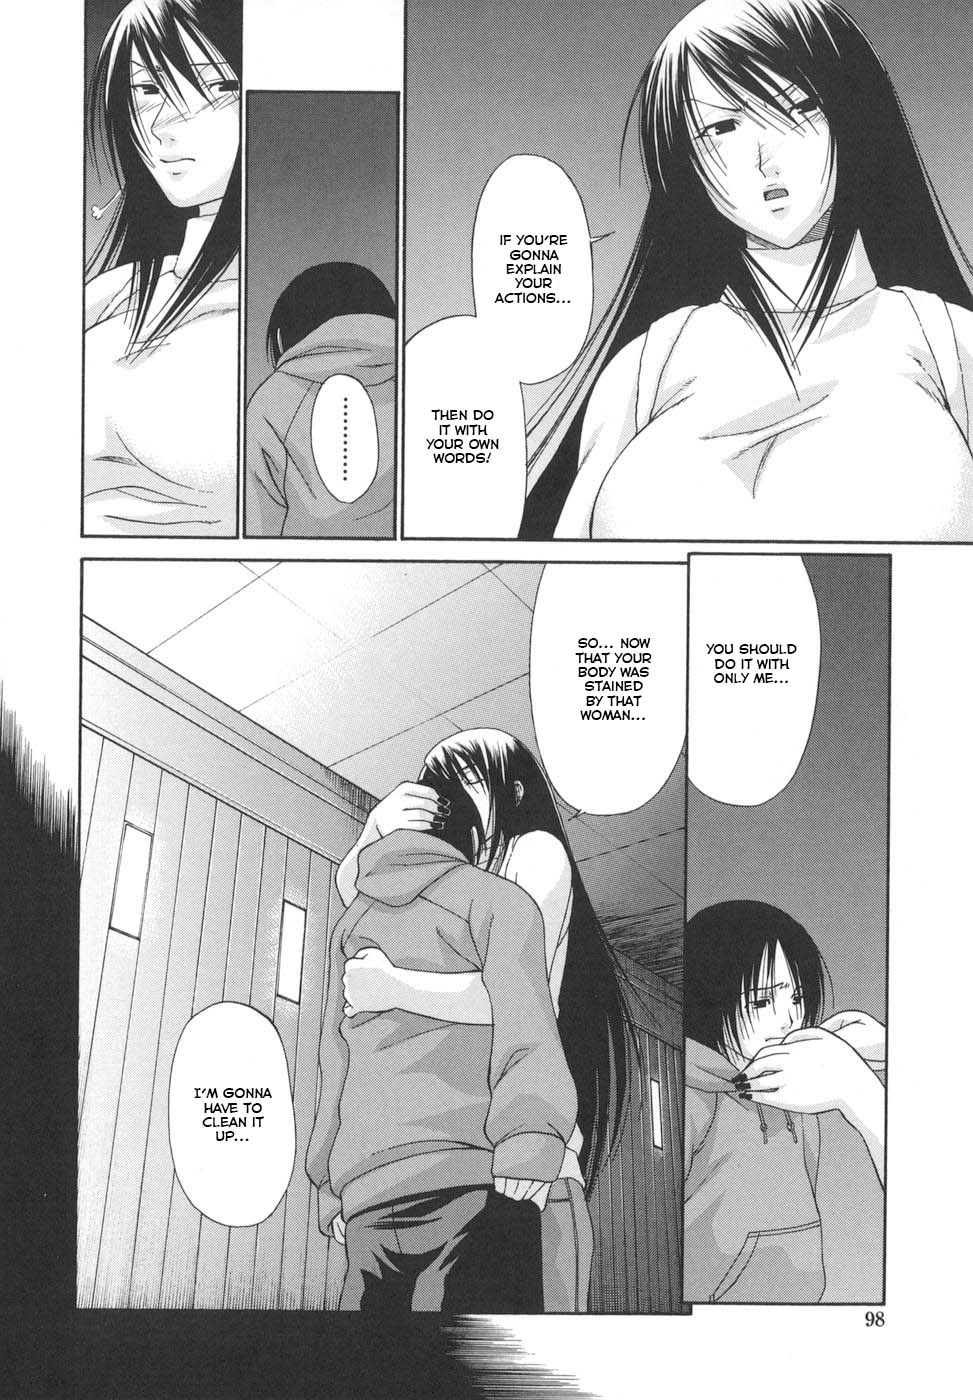 IF YOU'RE
GONNA
EXPLAIN
YOUR
ACTIONS...
THEN DO
IT WITH
YOUR OWN
WORDS!
..........
YOU SHOULD
DO IT WITH
ONLY ME...
SO... NOW
THAT YOUR
BODY WAS
STAINED
BY THAT
WOMAN...
I'M GONNA
HAVE TO
CLEAN IT
UP...
98